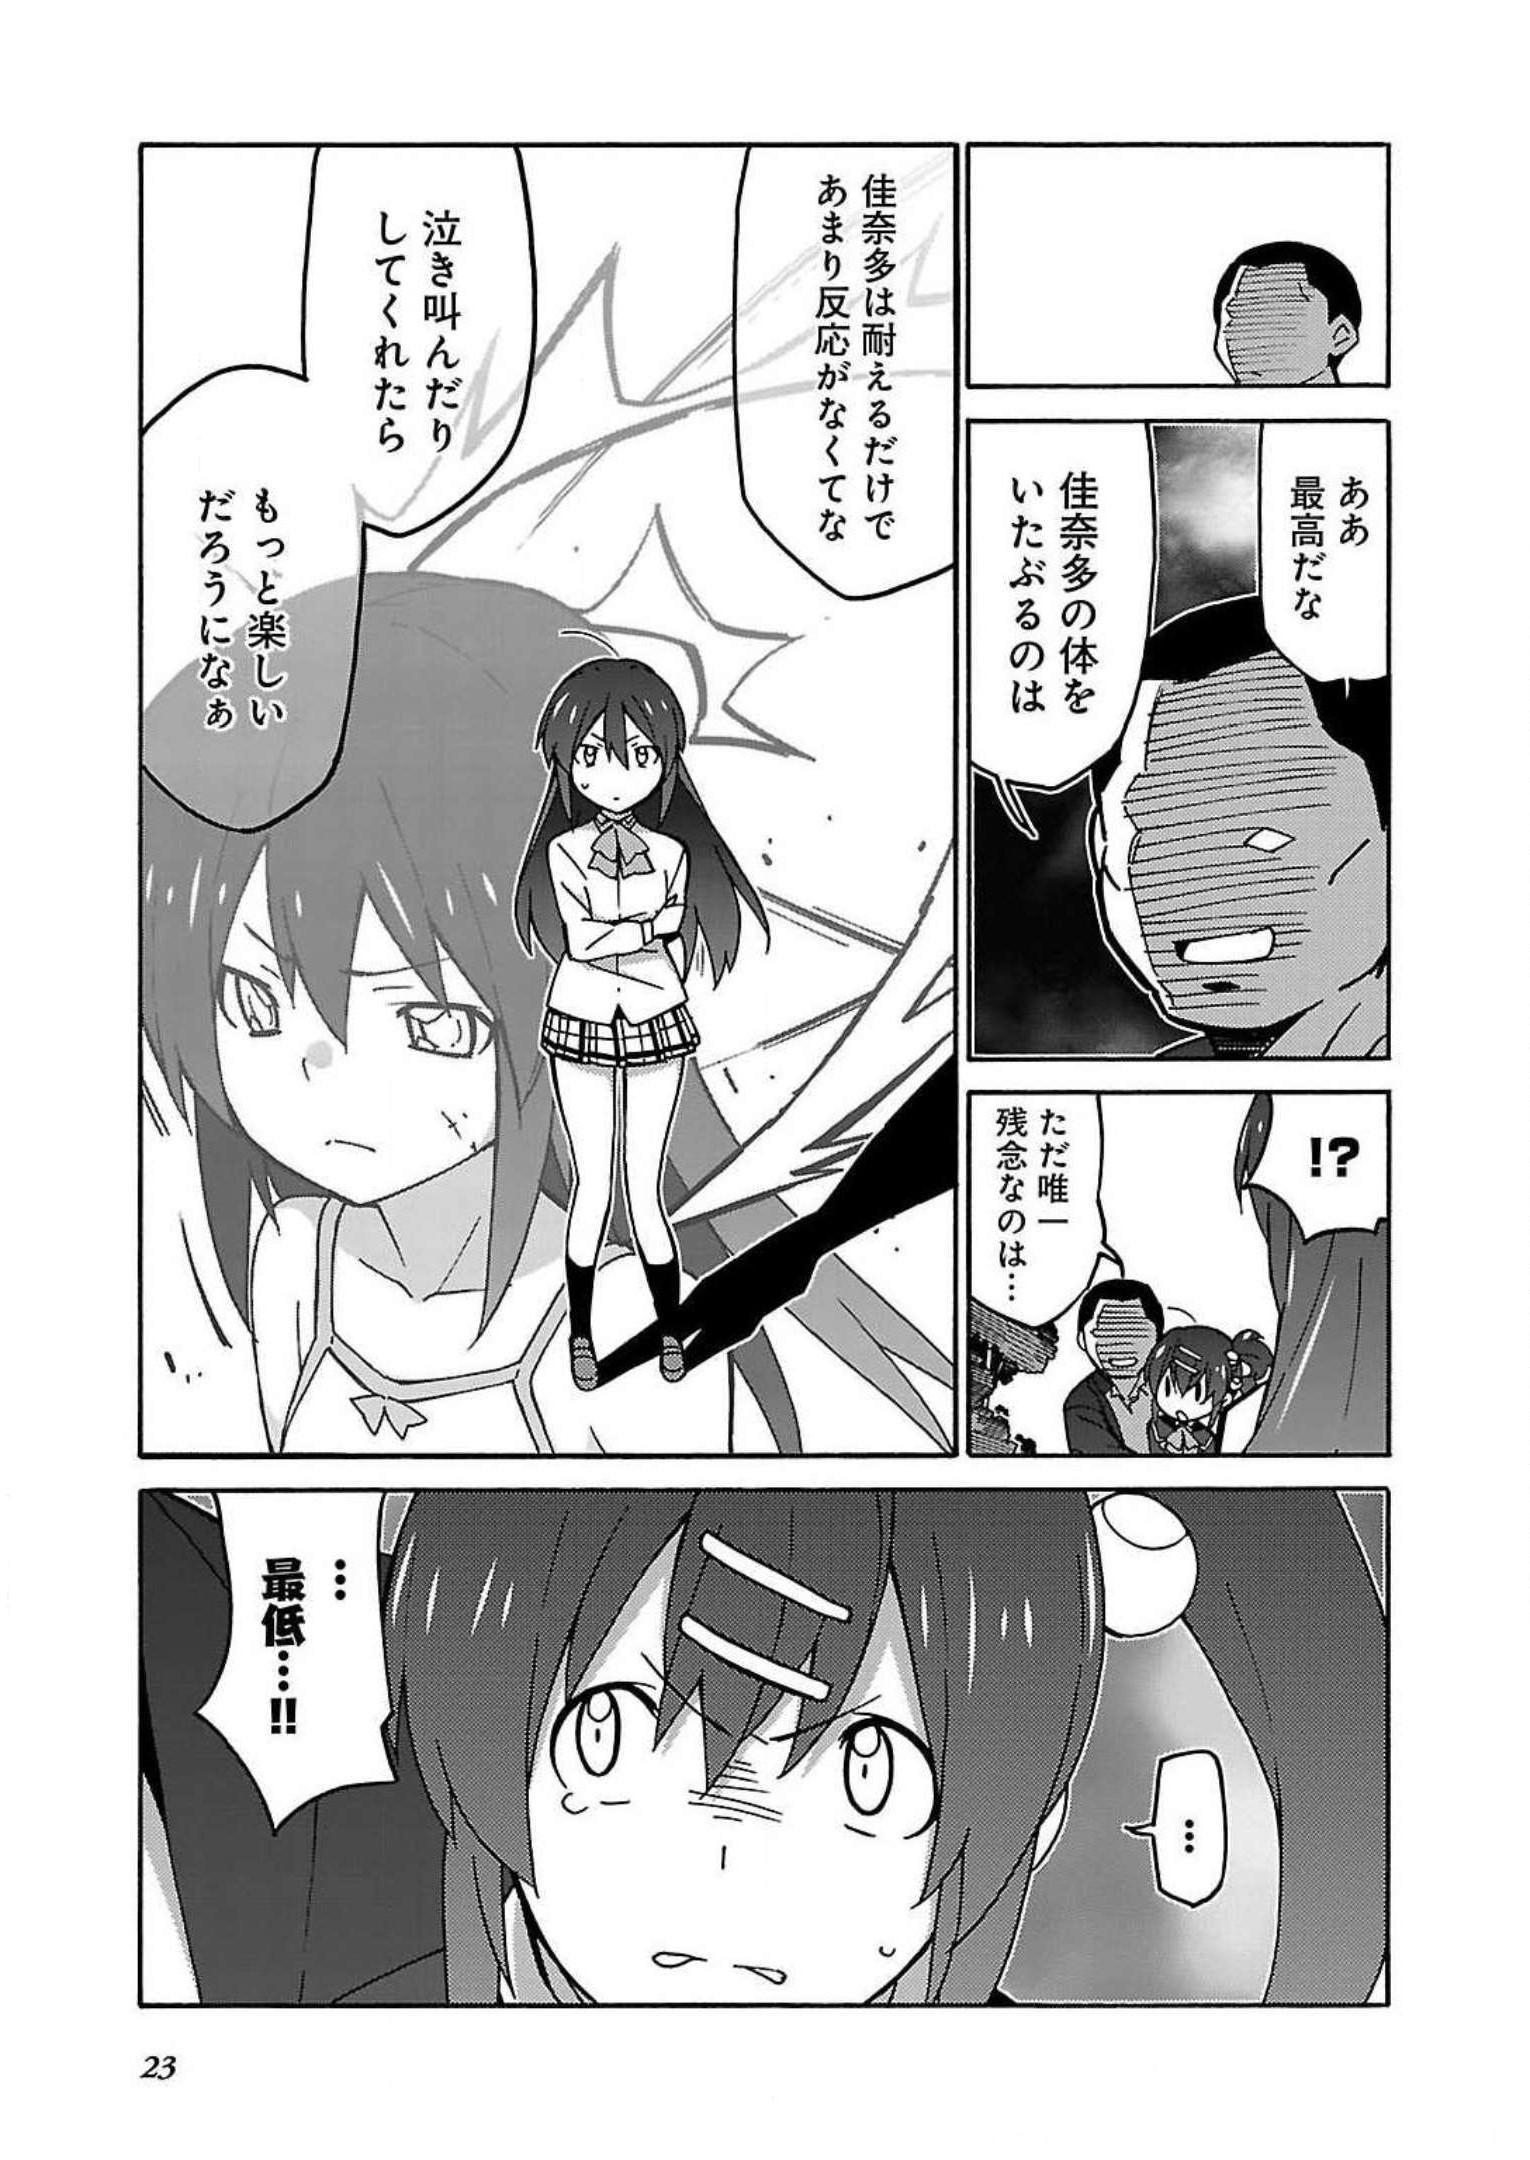 ああ
最高だな
佳奈多の体を
いたぶるのは
!?
ただ唯一
残念なのは…
佳奈多は耐えるだけで
あまり反応がなくてな
泣き叫んだり
してくれたら
もっと楽しい
だろうになぁ
…
…
最低…!!
23